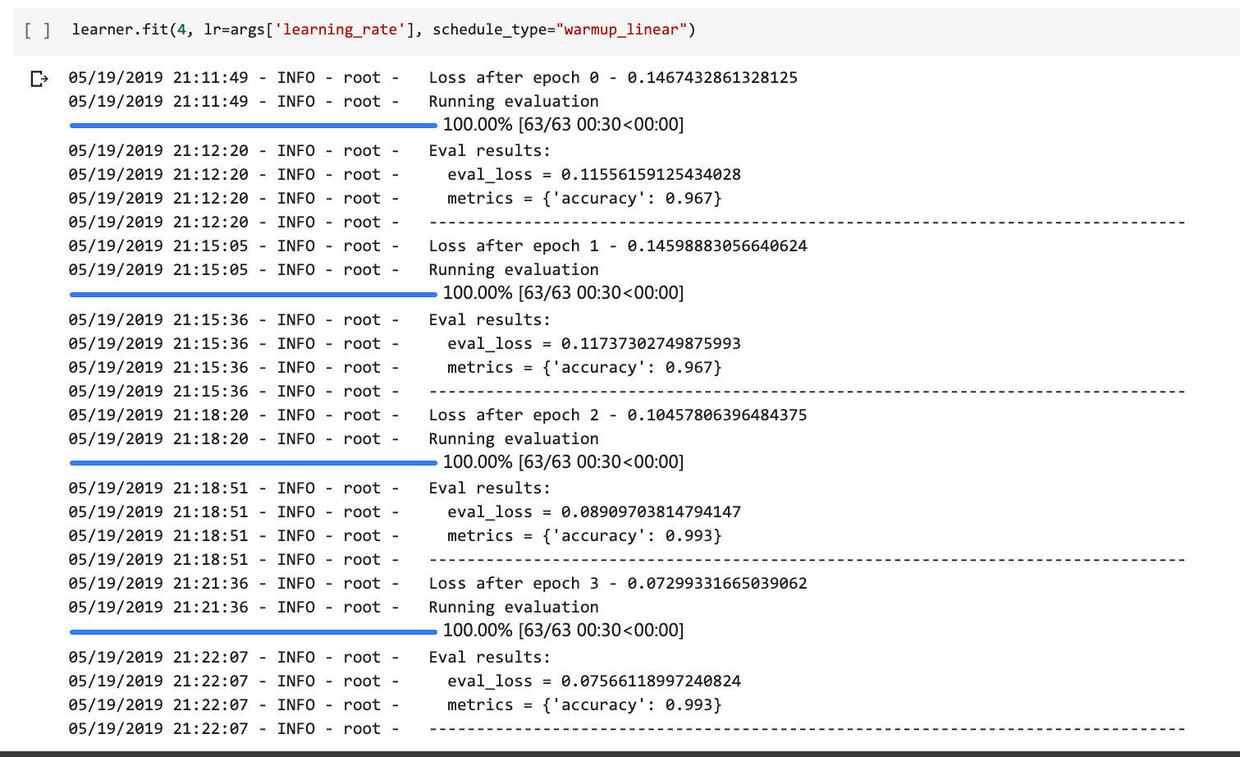 [ ] learner.fit(4, lr=args['learning_rate'], schedule_type="warmup_linear")
05/19/2019 21:11:49 - INFO - root -   Loss after epoch 0 - 0.1467432861328125
05/19/2019 21:11:49 - INFO - root -   Running evaluation
100.00% [63/63 00:30<00:00]
05/19/2019 21:12:20 - INFO - root -   Eval results:
05/19/2019 21:12:20 - INFO - root -     eval_loss = 0.11556159125434028
05/19/2019 21:12:20 - INFO - root -     metrics = {'accuracy': 0.967}
05/19/2019 21:12:20 - INFO - root -   --------------------------------------------------------------------------------
05/19/2019 21:15:05 - INFO - root -   Loss after epoch 1 - 0.14598883056640624
05/19/2019 21:15:05 - INFO - root -   Running evaluation
100.00% [63/63 00:30<00:00]
05/19/2019 21:15:36 - INFO - root -   Eval results:
05/19/2019 21:15:36 - INFO - root -     eval_loss = 0.11737302749875993
05/19/2019 21:15:36 - INFO - root -     metrics = {'accuracy': 0.967}
05/19/2019 21:15:36 - INFO - root -   --------------------------------------------------------------------------------
05/19/2019 21:18:20 - INFO - root -   Loss after epoch 2 - 0.10457806396484375
05/19/2019 21:18:20 - INFO - root -   Running evaluation
100.00% [63/63 00:30<00:00]
05/19/2019 21:18:51 - INFO - root -   Eval results:
05/19/2019 21:18:51 - INFO - root -     eval_loss = 0.08909703814794147
05/19/2019 21:18:51 - INFO - root -     metrics = {'accuracy': 0.993}
05/19/2019 21:18:51 - INFO - root -   --------------------------------------------------------------------------------
05/19/2019 21:21:36 - INFO - root -   Loss after epoch 3 - 0.07299331665039062
05/19/2019 21:21:36 - INFO - root -   Running evaluation
100.00% [63/63 00:30<00:00]
05/19/2019 21:22:07 - INFO - root -   Eval results:
05/19/2019 21:22:07 - INFO - root -     eval_loss = 0.07566118997240824
05/19/2019 21:22:07 - INFO - root -     metrics = {'accuracy': 0.993}
05/19/2019 21:22:07 - INFO - root -   --------------------------------------------------------------------------------